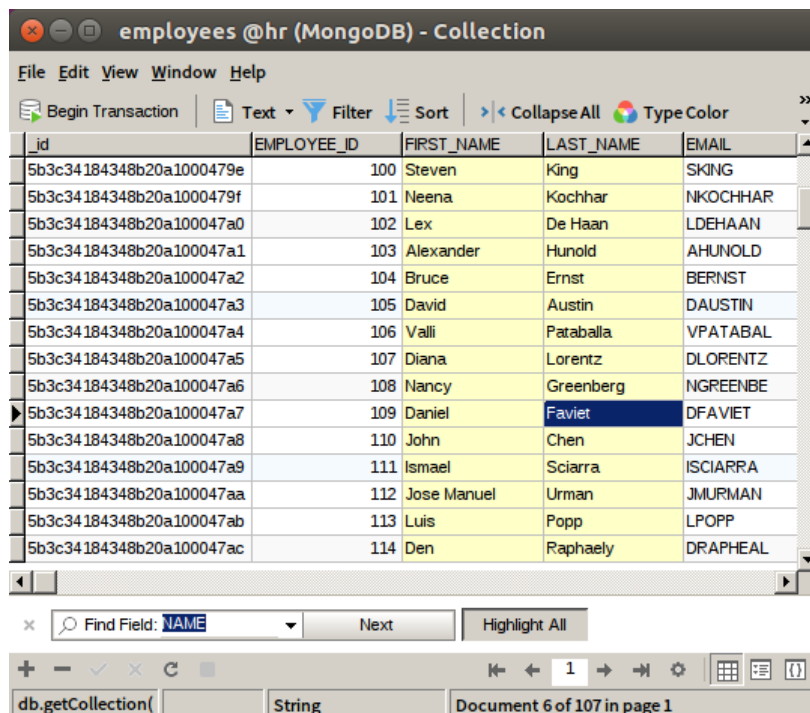 employees @hr (MongoDB) - Collection
File Edit View Window Help
Begin Transaction Text Filter Sort Collapse All Type Color
_id EMPLOYEE_ID FIRST_NAME LAST_NAME EMAIL
5b3c34184348b20a1000479e 100 Steven King SKING
5b3c34184348b20a1000479f 101 Neena Kochhar NKOCHHAR
5b3c34184348b20a100047a0 102 Lex De Haan LDEHAAN
5b3c34184348b20a100047a1 103 Alexander Hunold AHUNOLD
5b3c34184348b20a100047a2 104 Bruce Ernst BERNST
5b3c34184348b20a100047a3 105 David Austin DAUSTIN
5b3c34184348b20a100047a4 106 Valli Pataballa VPATABAL
5b3c34184348b20a100047a5 107 Diana Lorentz DLORENTZ
5b3c34184348b20a100047a6 108 Nancy Greenberg NGREENBE
5b3c34184348b20a100047a7 109 Daniel Faviet DFAVIET
5b3c34184348b20a100047a8 110 John Chen JCHEN
5b3c34184348b20a100047a9 111 Ismael Sciarra ISCIARRA
5b3c34184348b20a100047aa 112 Jose Manuel Urman JMURMAN
5b3c34184348b20a100047ab 113 Luis Popp LPOPP
5b3c34184348b20a100047ac 114 Den Raphaely DRAPHEAL
Find Field: NAME Next Highlight All
1
db.getCollection( String Document 6 of 107 in page 1